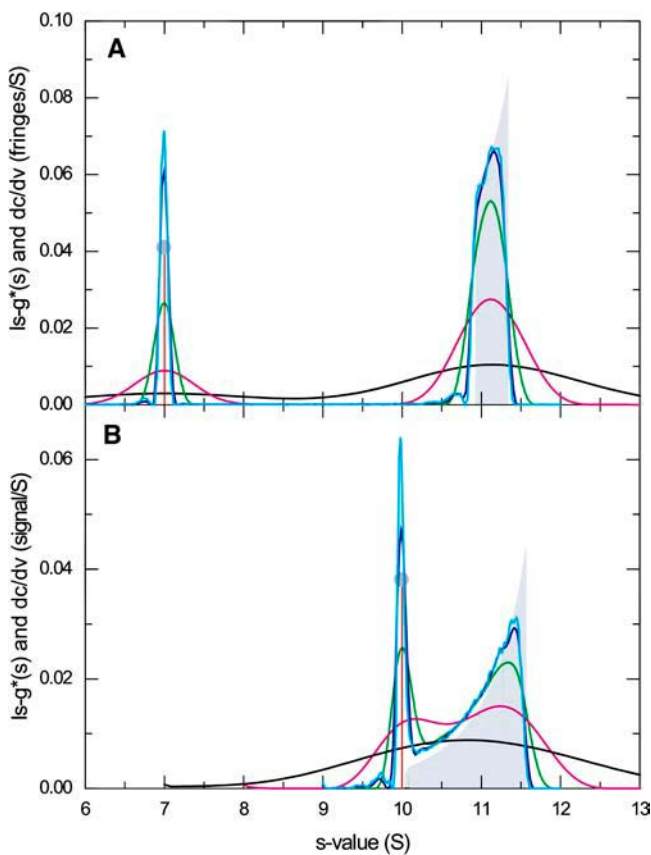 A
ls-g*(s) and dc/dv (fringes/S)
0.10
0.08
0.06
0.04
0.02
0.00
B
ls-g*(s) and dc/dv (signal/S)
0.06
0.04
0.02
0.00
6 7 8 9 10 11 12 13
s-value (S)